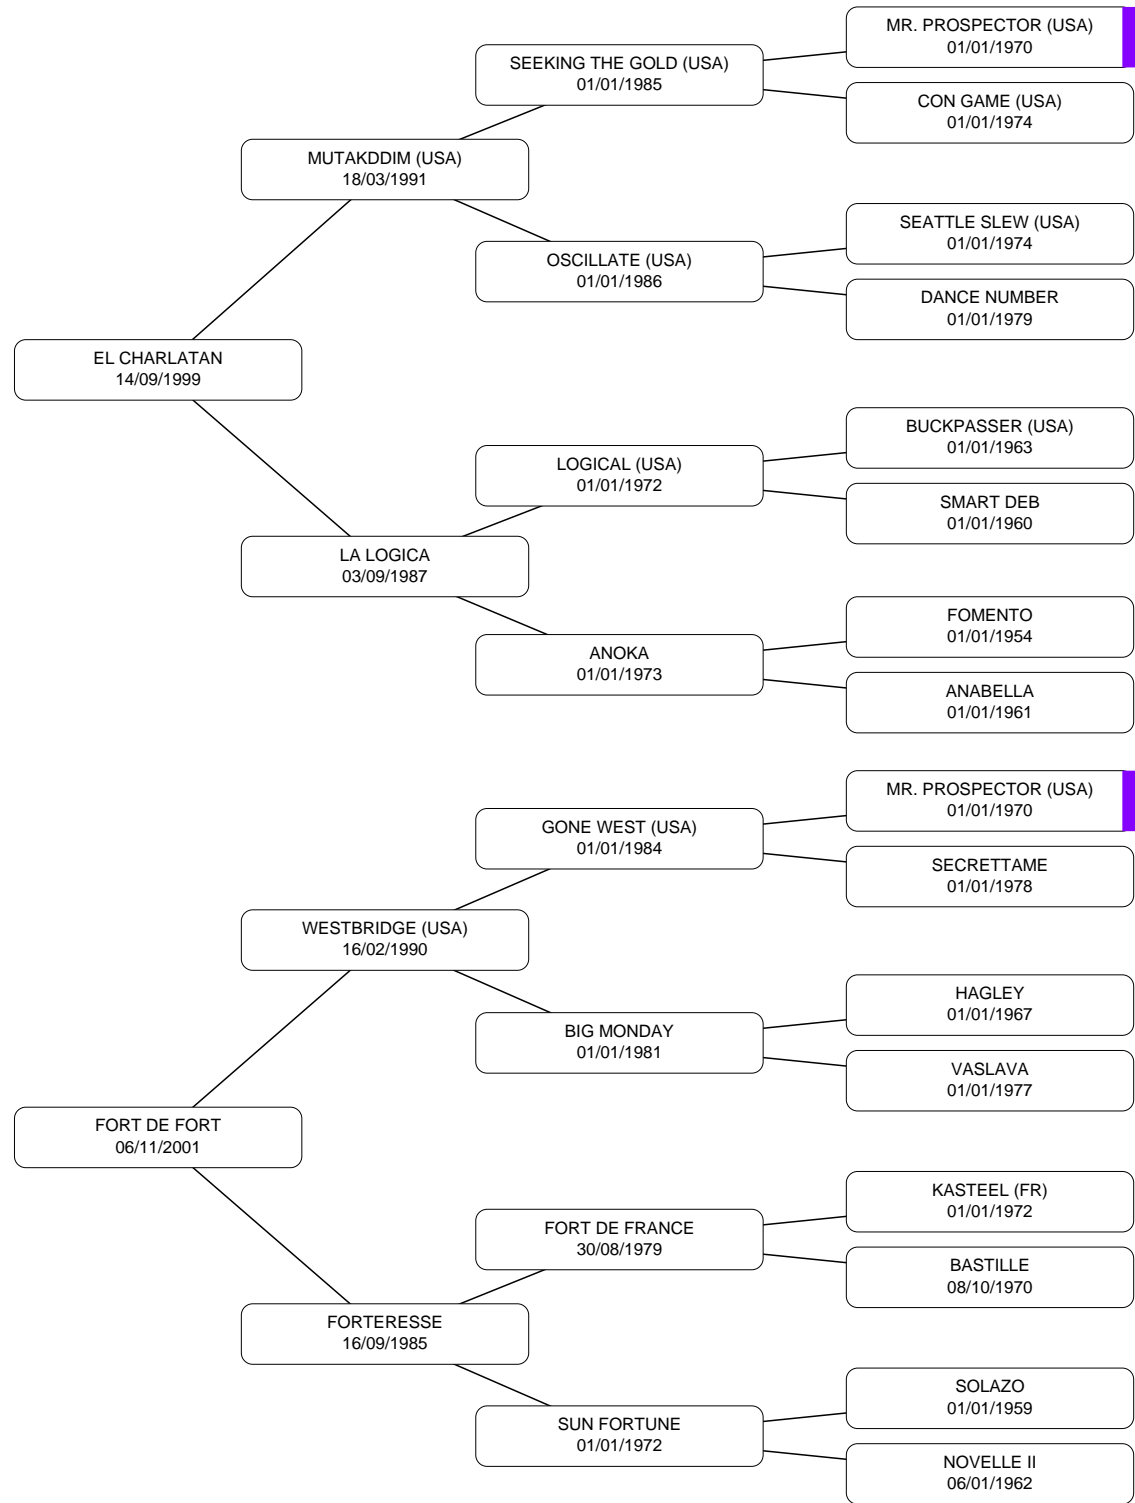 MR. PROSPECTOR (USA)
01/01/1970
SEEKING THE GOLD (USA)
01/01/1985
CON GAME (USA)
01/01/1974
MUTAKDDIM (USA)
18/03/1991
SEATTLE SLEW (USA)
01/01/1974
OSCILLATE (USA)
01/01/1986
DANCE NUMBER
01/01/1979
EL CHARLATAN
14/09/1999
BUCKPASSER (USA)
01/01/1963
LOGICAL (USA)
01/01/1972
SMART DEB
01/01/1960
LA LOGICA
03/09/1987
FOMENTO
01/01/1954
ANOKA
01/01/1973
ANABELLA
01/01/1961
MR. PROSPECTOR (USA)
01/01/1970
GONE WEST (USA)
01/01/1984
SECRETTAME
01/01/1978
WESTBRIDGE (USA)
16/02/1990
HAGLEY
01/01/1967
BIG MONDAY
01/01/1981
VASLAVA
01/01/1977
FORT DE FORT
06/11/2001
KASTEEL (FR)
01/01/1972
FORT DE FRANCE
30/08/1979
BASTILLE
08/10/1970
FORTERESSE
16/09/1985
SOLAZO
01/01/1959
SUN FORTUNE
01/01/1972
NOVELLE II
06/01/1962